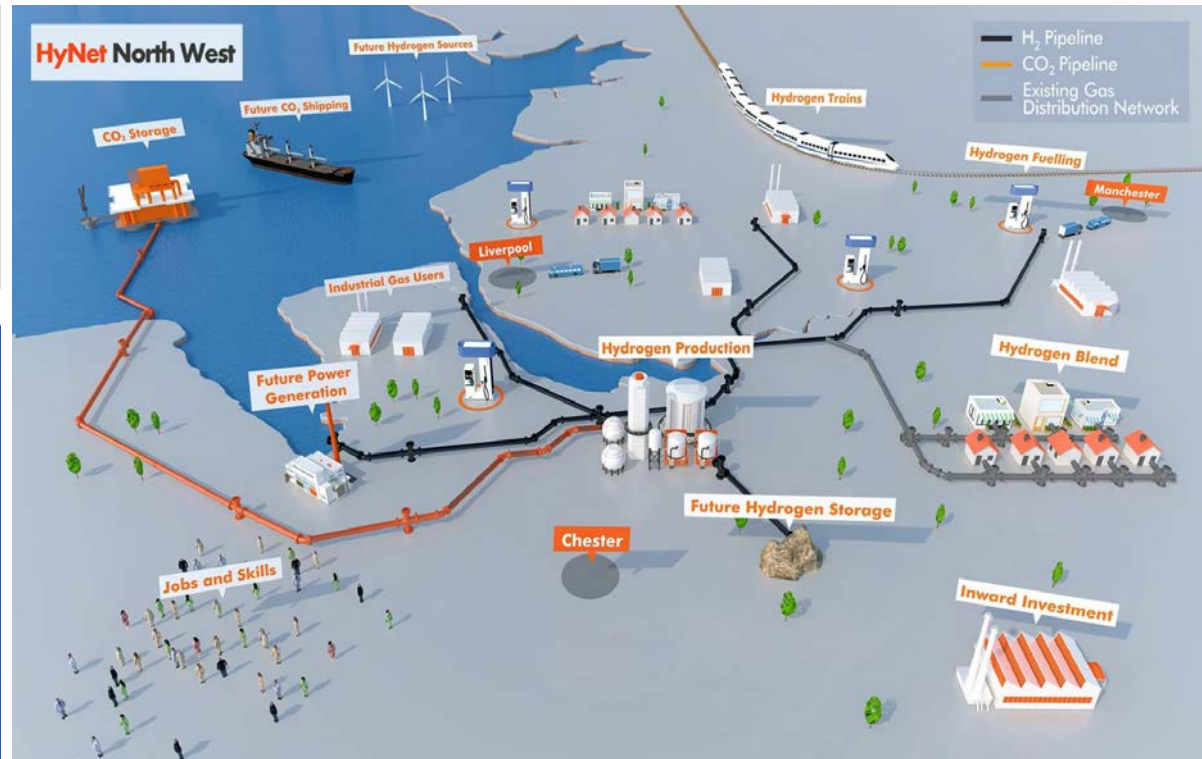 HyNet North West
Future Hydrogen Sources
Future CO₂ Shipping
CO₂ Storage
H₂ Pipeline
CO₂ Pipeline
Existing Gas
Distribution Network
Hydrogen Trains
Hydrogen Fuelling
Manchester
Liverpool
Industrial Gas Users
Hydrogen Production
Hydrogen Blend
Future Power
Generation
Future Hydrogen Storage
Chester
Jobs and Skills
Inward Investment